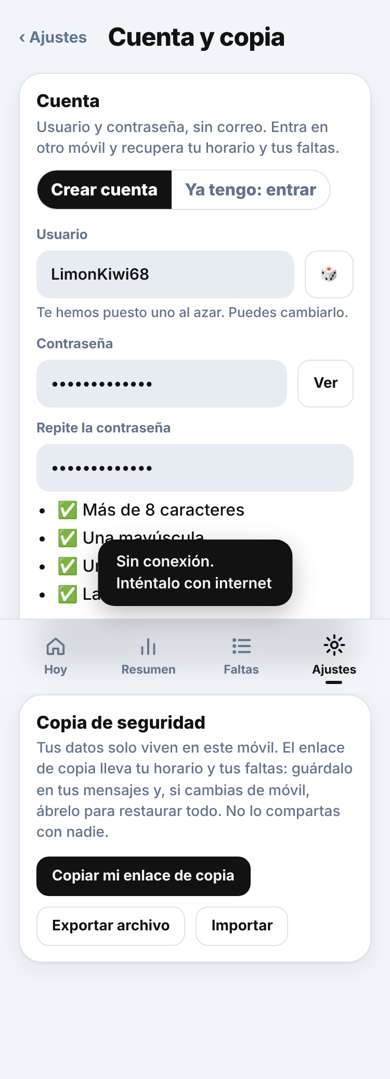 ‹ Ajustes
Cuenta y copia
Cuenta
Usuario y contraseña, sin correo. Entra en
otro móvil y recupera tu horario y tus faltas.
Crear cuenta
Ya tengo: entrar
Usuario
LimonKiwi68
Te hemos puesto uno al azar. Puedes cambiarlo.
Contraseña
•••••••••••••
Ver
Repite la contraseña
•••••••••••••
• ✅ Más de 8 caracteres
• ✅ Una mayúscula
Sin conexión.
Inténtalo con internet
Hoy
Resumen
Faltas
Ajustes
Copia de seguridad
Tus datos solo viven en este móvil. El enlace
de copia lleva tu horario y tus faltas: guárdalo
en tus mensajes y, si cambias de móvil,
ábrelo para restaurar todo. No lo compartas
con nadie.
Copiar mi enlace de copia
Exportar archivo
Importar